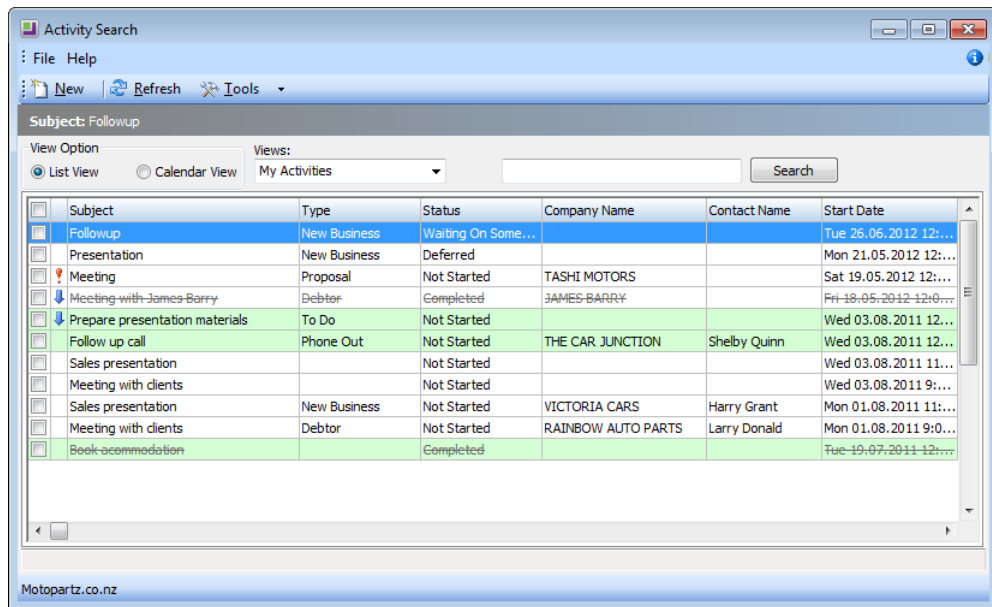 Activity Search
File Help
New Refresh Tools
Subject: Followup
View Option Views:
List View Calendar View My Activities Search
Subject Type Status Company Name Contact Name Start Date
Followup New Business Waiting On Some... Tue 26.06.2012 12:...
Presentation New Business Deferred Mon 21.05.2012 12:...
Meeting Proposal Not Started TASHI MOTORS Sat 19.05.2012 12:...
Meeting with James Barry Debtor Completed JAMES BARRY Fri 18.05.2012 12:0...
Prepare presentation materials To Do Not Started Wed 03.08.2011 12...
Follow up call Phone Out Not Started THE CAR JUNCTION Shelby Quinn Wed 03.08.2011 12...
Sales presentation Not Started Wed 03.08.2011 11...
Meeting with clients Not Started Wed 03.08.2011 9:...
Sales presentation New Business Not Started VICTORIA CARS Harry Grant Mon 01.08.2011 11:...
Meeting with clients Debtor Not Started RAINBOW AUTO PARTS Larry Donald Mon 01.08.2011 9:0...
Book acommodation Completed Tue 19.07.2011 12:...
Motopartz.co.nz